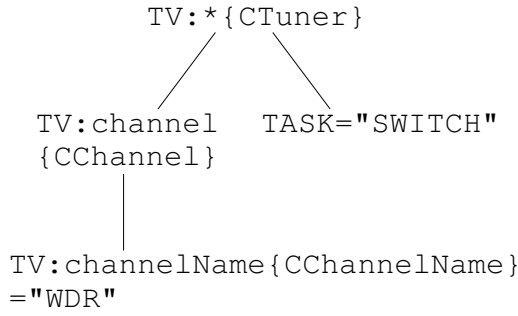 TV:*{CTuner}
TV:channel TASK="SWITCH"
{CChannel}
TV:channelName{CChannelName}
="WDR"